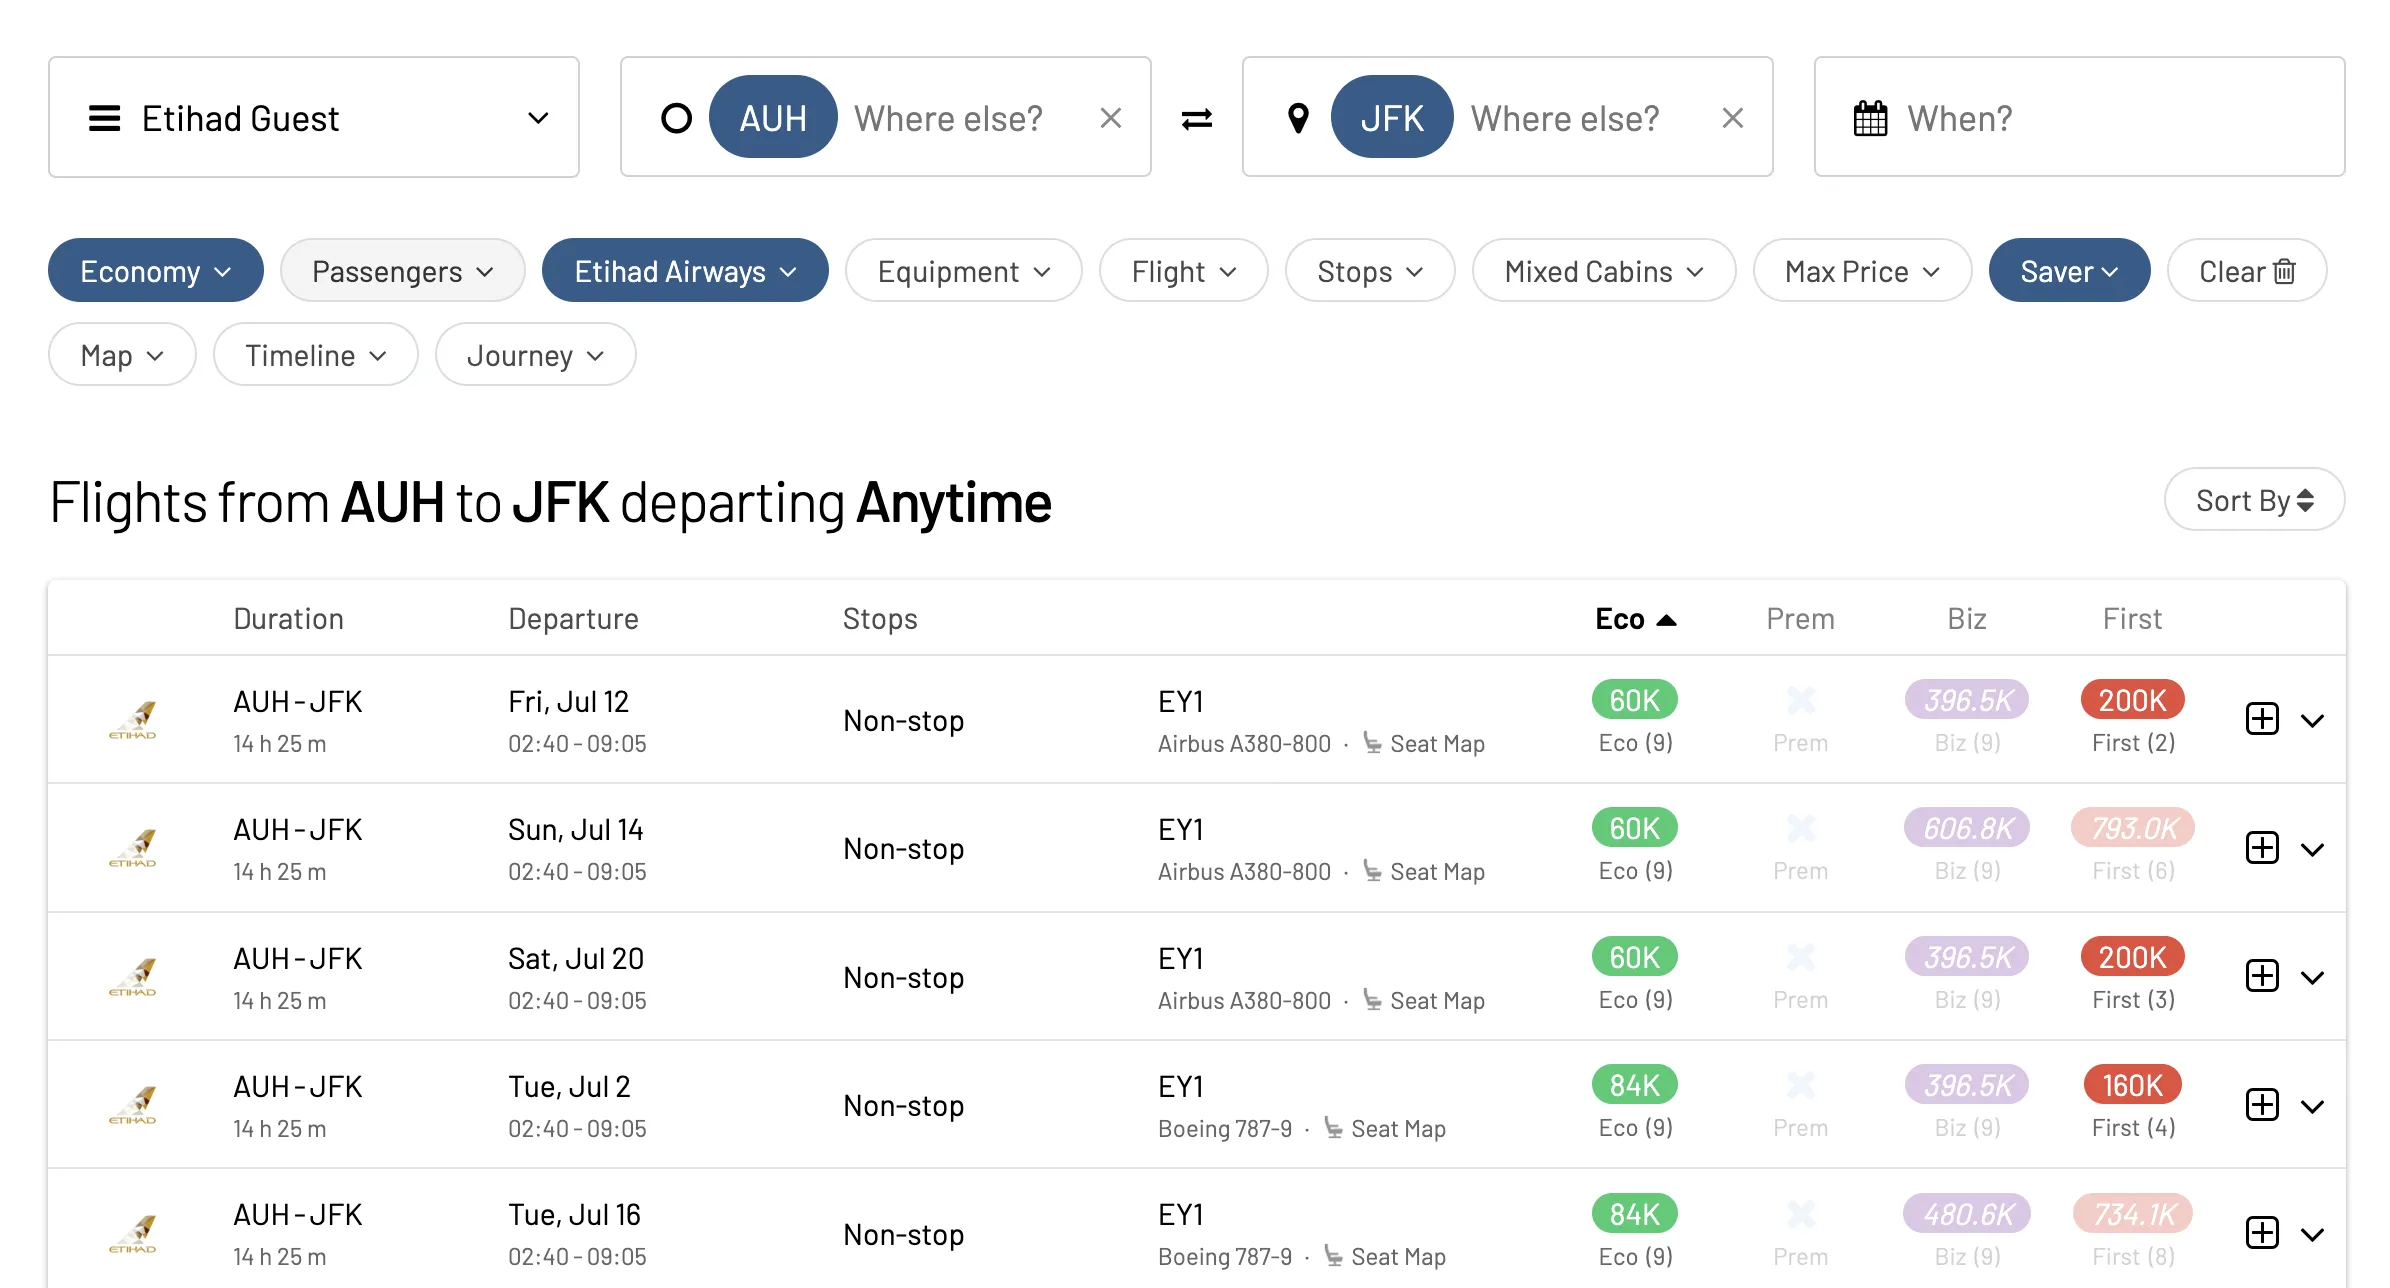 Etihad Guest AUH Where else? JFK Where else? When?
Economy Passengers Etihad Airways Equipment Flight Stops Mixed Cabins Max Price Saver Clear
Map Timeline Journey
Flights from AUH to JFK departing Anytime Sort By
Duration Departure Stops Eco Prem Biz First
AUH - JFK Fri, Jul 12 Non-stop EY1 60K 396.5K 200K
ETIHAD 14 h 25 m 02:40 - 09:05 Airbus A380-800 · Seat Map Eco (9) Prem Biz (9) First (2)
AUH - JFK Sun, Jul 14 Non-stop EY1 60K 606.8K 793.0K
ETIHAD 14 h 25 m 02:40 - 09:05 Airbus A380-800 · Seat Map Eco (9) Prem Biz (9) First (6)
AUH - JFK Sat, Jul 20 Non-stop EY1 60K 396.5K 200K
ETIHAD 14 h 25 m 02:40 - 09:05 Airbus A380-800 · Seat Map Eco (9) Prem Biz (9) First (3)
AUH - JFK Tue, Jul 2 Non-stop EY1 84K 396.5K 160K
ETIHAD 14 h 25 m 02:40 - 09:05 Boeing 787-9 · Seat Map Eco (9) Prem Biz (9) First (4)
AUH - JFK Tue, Jul 16 Non-stop EY1 84K 480.6K 734.1K
ETIHAD 14 h 25 m 02:40 - 09:05 Boeing 787-9 · Seat Map Eco (9) Prem Biz (9) First (8)